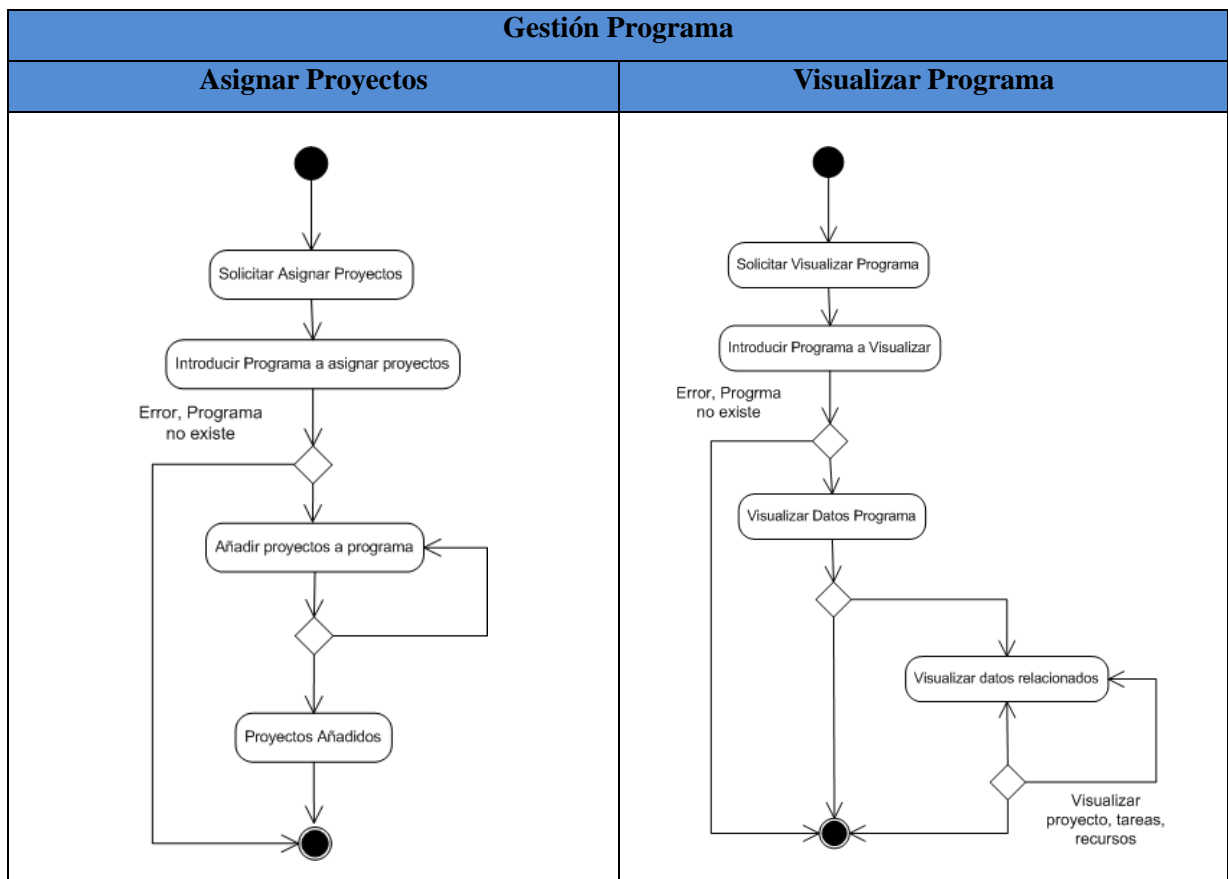 Gestión Programa
Asignar Proyectos
Visualizar Programa
Solicitar Asignar Proyectos
Introducir Programa a asignar proyectos
Error, Programa
no existe
Añadir proyectos a programa
Proyectos Añadidos
Solicitar Visualizar Programa
Introducir Programa a Visualizar
Error, Progrma
no existe
Visualizar Datos Programa
Visualizar datos relacionados
Visualizar
proyecto, tareas,
recursos